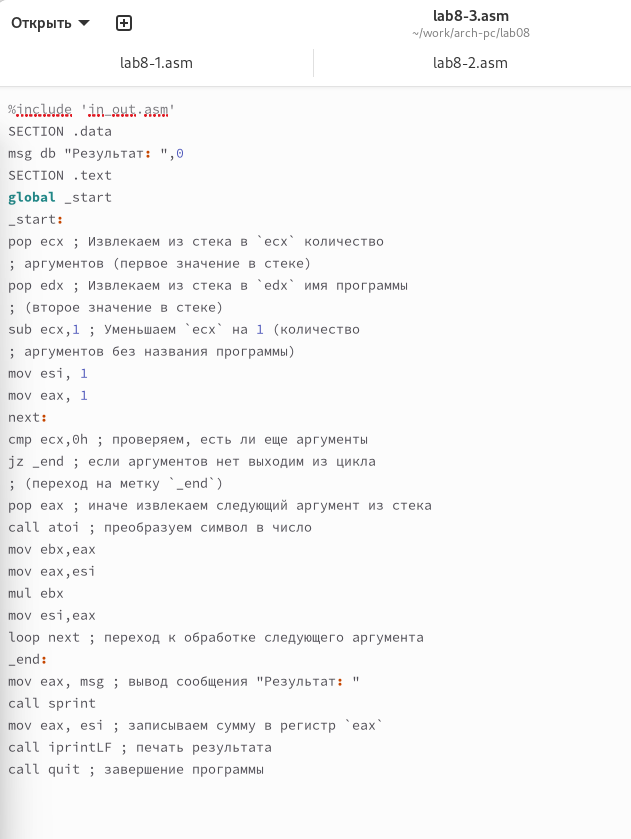 Открыть
lab8-3.asm
~/work/arch-pc/lab08
lab8-1.asm
lab8-2.asm
%include 'in_out.asm'
SECTION .data
msg db "Результат: ",0
SECTION .text
global _start
_start:
pop ecx ; Извлекаем из стека в `ecx` количество
; аргументов (первое значение в стеке)
pop edx ; Извлекаем из стека в `edx` имя программы
; (второе значение в стеке)
sub ecx,1 ; Уменьшаем `ecx` на 1 (количество
; аргументов без названия программы)
mov esi, 1
mov eax, 1
next:
cmp ecx,0h ; проверяем, есть ли еще аргументы
jz _end ; если аргументов нет выходим из цикла
; (переход на метку `_end`)
pop eax ; иначе извлекаем следующий аргумент из стека
call atoi ; преобразуем символ в число
mov ebx,eax
mov eax,esi
mul ebx
mov esi,eax
loop next ; переход к обработке следующего аргумента
_end:
mov eax, msg ; вывод сообщения "Результат: "
call sprint
mov eax, esi ; записываем сумму в регистр `eax`
call iprintLF ; печать результата
call quit ; завершение программы